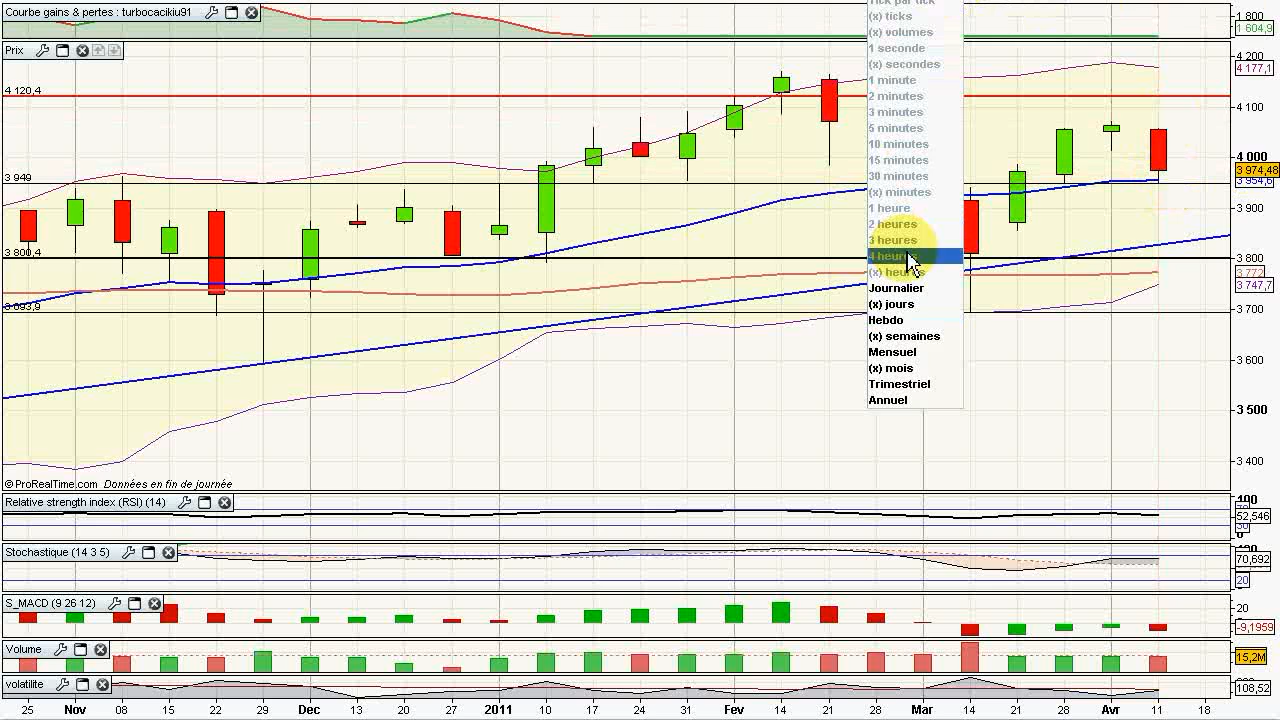 Courbe gains & pertes : turbocacikiu91
1 600
1 604,9
Tick par tick
(x) ticks
(x) volumes
1 seconde
(x) secondes
1 minute
2 minutes
3 minutes
5 minutes
10 minutes
15 minutes
30 minutes
(x) minutes
1 heure
2 heures
3 heures
4 heures
(x) heures
Journalier
(x) jours
Hebdo
(x) semaines
Mensuel
(x) mois
Trimestriel
Annuel
Prix
4 120,4
3 949
3 800,4
3 693,9
4 200
4 177,1
4 100
4 000
3 974,48
3 954,6
3 900
3 800
3 772
3 747,7
3 700
3 600
3 500
3 400
© ProRealTime.com Données en fin de journée
Relative strength index (RSI) (14)
100
52,546
0
Stochastique (14 3 5)
100
70,692
20
S_MACD (9 26 12)
20
-9,1959
Volume
15,2M
volatilite
108,52
25 Nov 08 15 22 29 Dec 13 20 27 2011 10 17 24 31 Fev 14 21 28 Mar 14 21 28 Avr 11 18